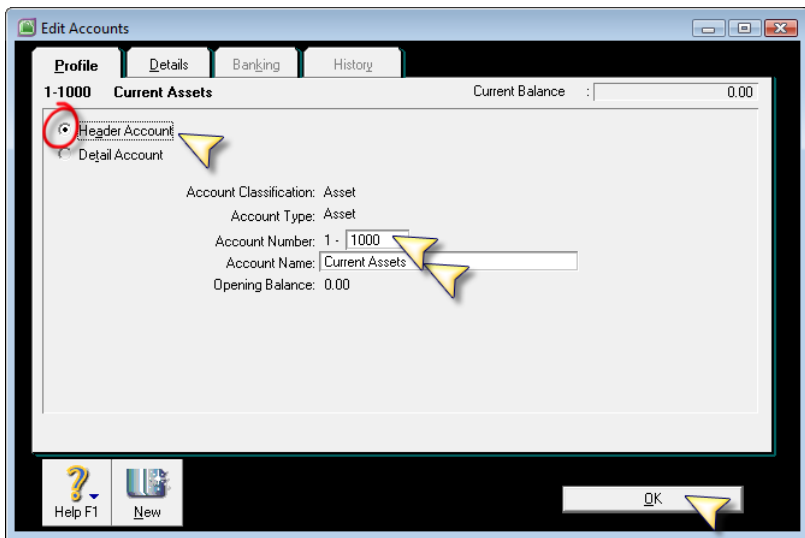 Edit Accounts
Profile Details Banking History
1-1000 Current Assets Current Balance : 0.00
Header Account
Detail Account
Account Classification: Asset
Account Type: Asset
Account Number: 1 - 1000
Account Name: Current Assets
Opening Balance: 0.00
Help F1 New OK